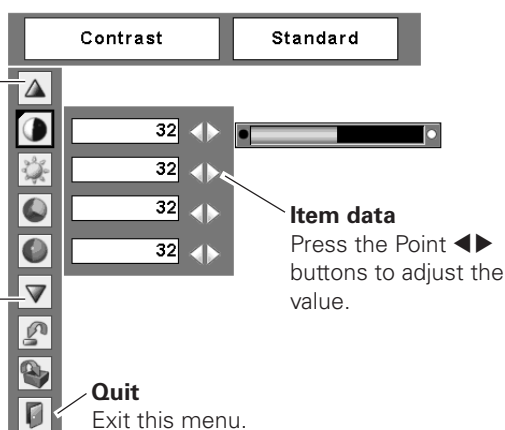 Contrast Standard
32
32
32
32
Item data
Press the Point ◀▶
buttons to adjust the
value.
Quit
Exit this menu.